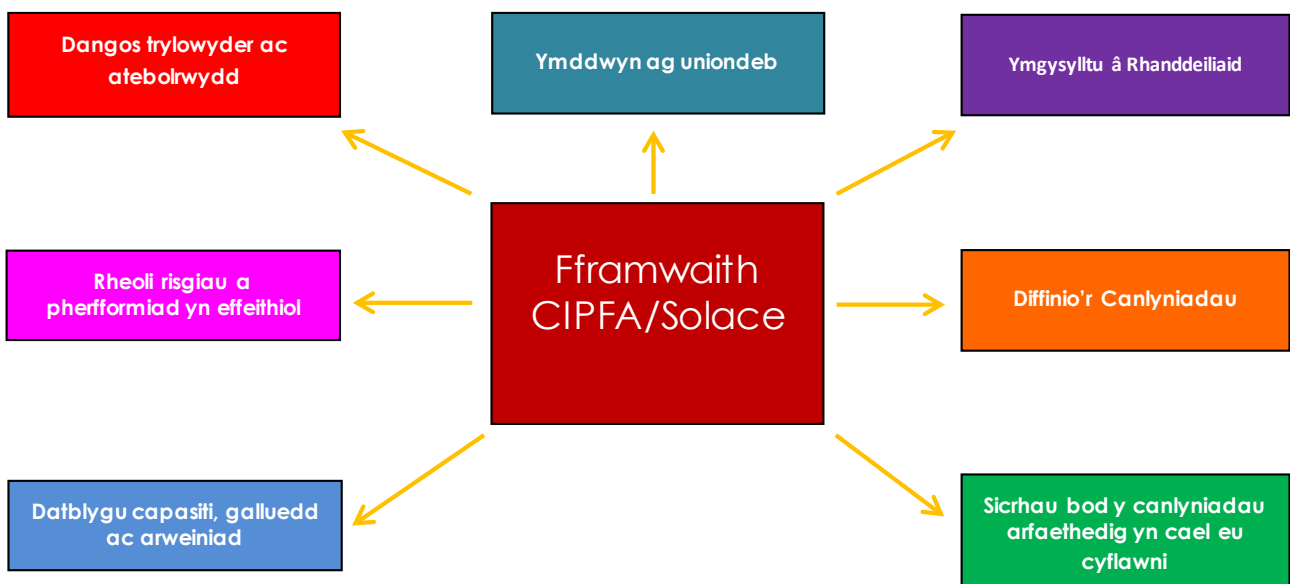 Dangos trylowyder ac
atebolrwydd
Ymddwyn ag uniondeb
Ymgysylltu â Rhanddeiliaid
Rheoli risgiau a
pherfformiad yn effeithiol
Fframwaith
CIPFA/Solace
Diffinio'r Canlyniadau
Datblygu capasiti, galluedd
ac arweiniad
Sicrhau bod y canlyniadau
arfaethedig yn cael eu
cyflawni